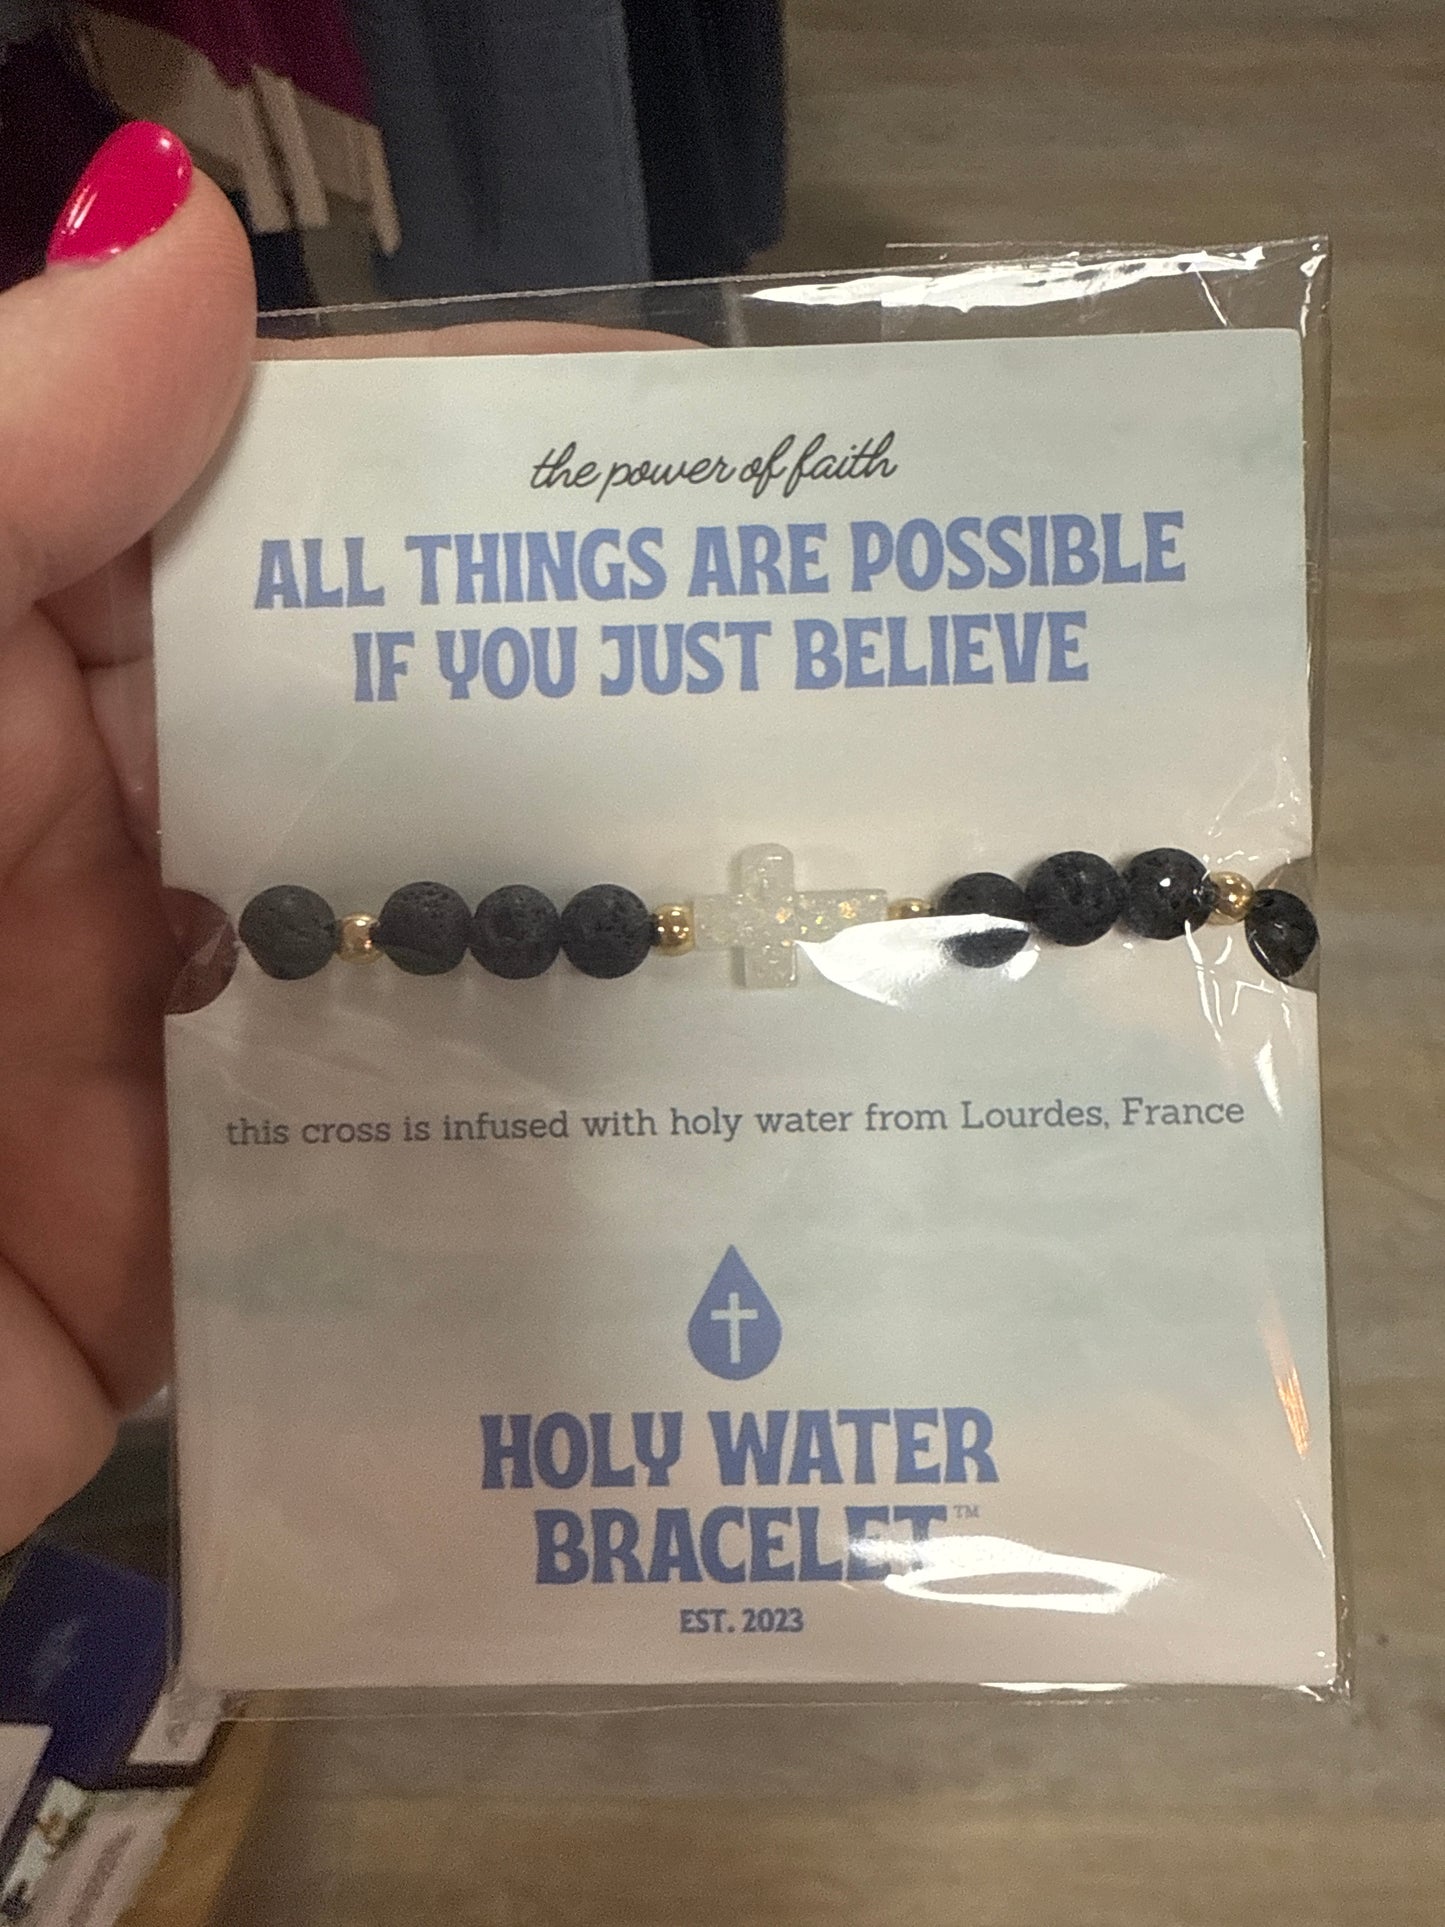 the power of faith
ALL THINGS ARE POSSIBLE
IF YOU JUST BELIEVE
this cross is infused with holy water from Lourdes, France
HOLY WATER
BRACELET™
EST. 2023